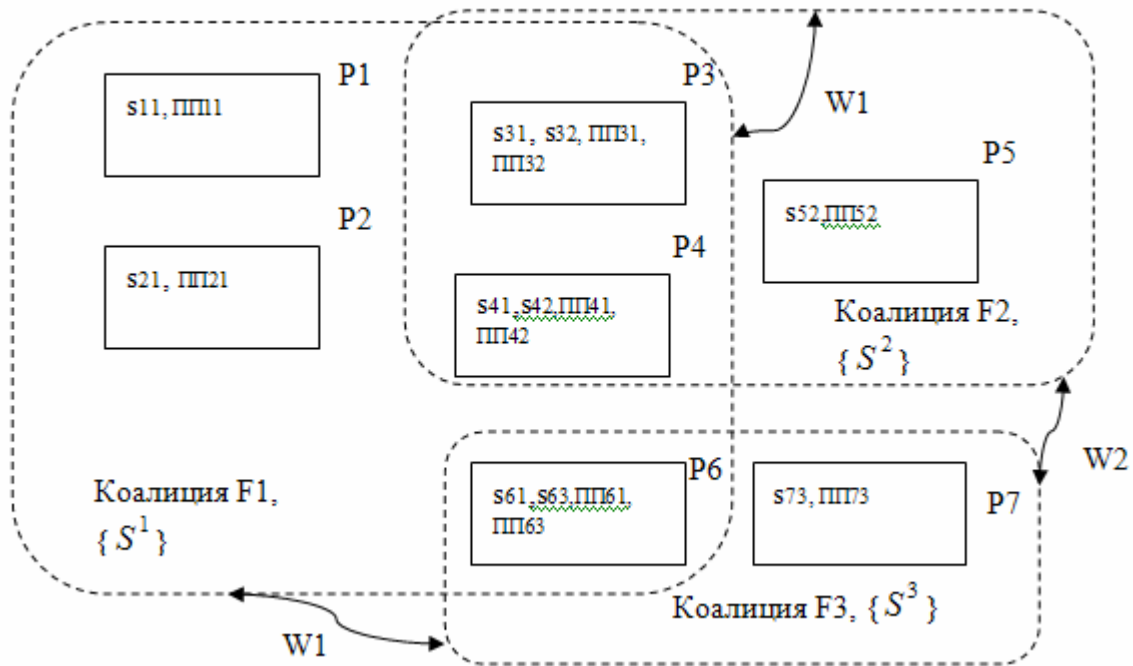 P1
s11, ПП11
P3
s31, s32, ПП31,
ПП32
W1
P5
s52,ПП52
P2
s21, ПП21
P4
s41,s42,ПП41,
ПП42
Коалиция F2,
{ S² }
W2
P6
s61,s63,ПП61,
ПП63
P7
s73, ПП73
Коалиция F1,
{ S¹ }
Коалиция F3, { S³ }
W1